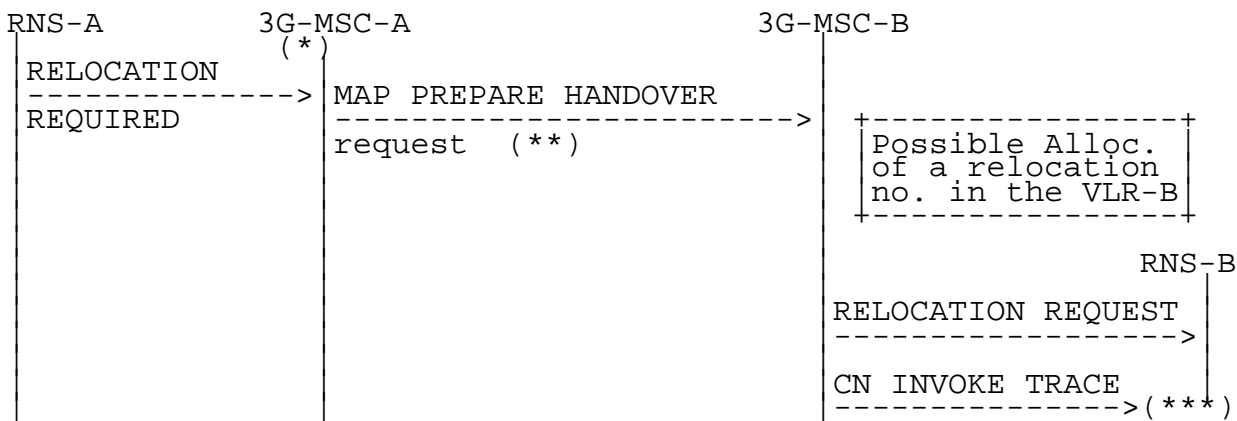 RNS-A 3G-MSC-A 3G-MSC-B
(*)
RELOCATION
REQUIRED
MAP PREPARE HANDOVER
request (**)
Possible Alloc.
of a relocation
no. in the VLR-B
RNS-B
RELOCATION REQUEST
CN INVOKE TRACE
(***)